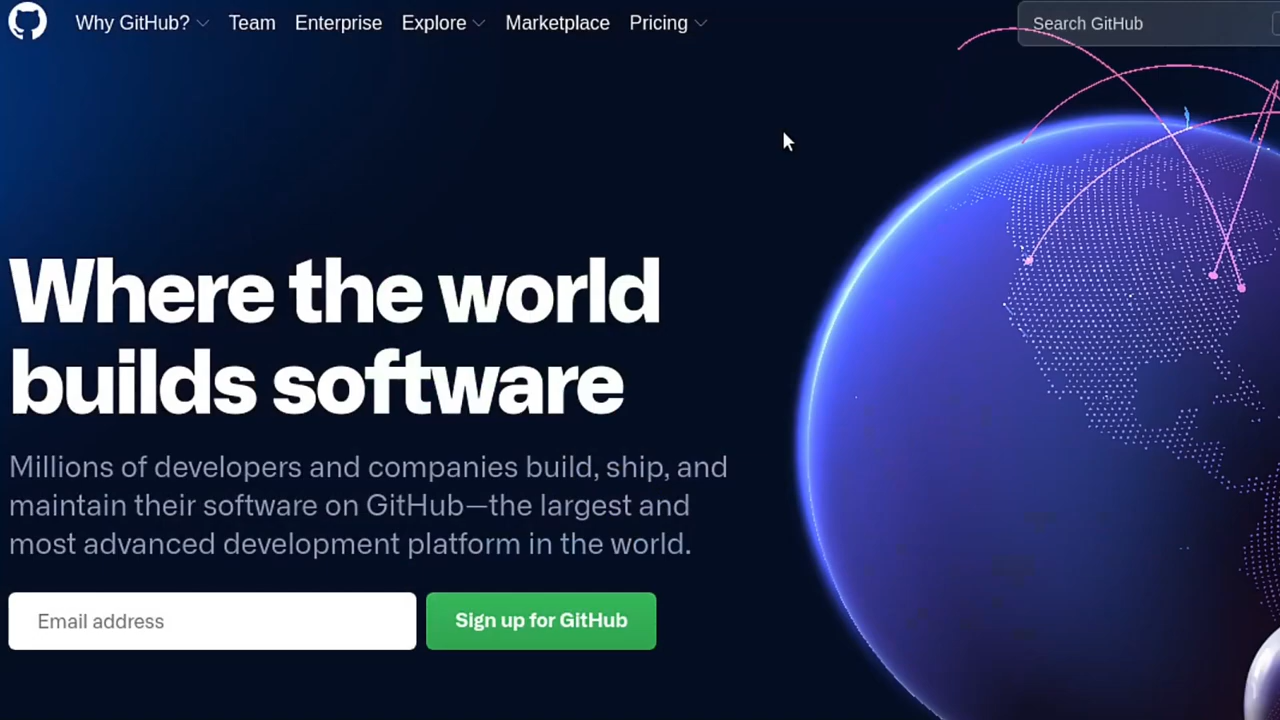 Why GitHub? Team Enterprise Explore Marketplace Pricing Search GitHub
Where the world
builds software
Millions of developers and companies build, ship, and
maintain their software on GitHub—the largest and
most advanced development platform in the world.
Email address Sign up for GitHub